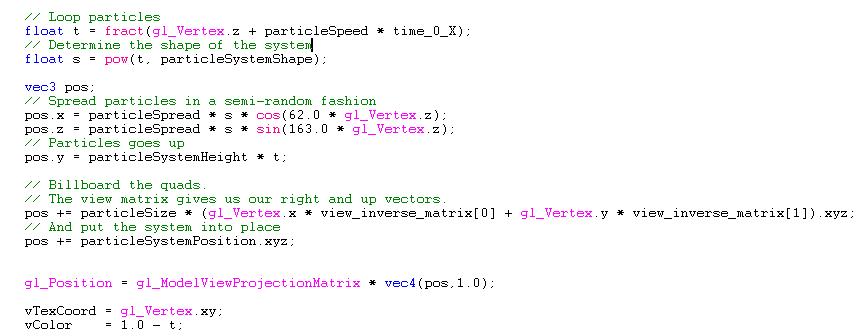 // Loop particles
float t = fract(gl_Vertex.z + particleSpeed * time_0_X);
// Determine the shape of the system
float s = pow(t, particleSystemShape);
vec3 pos;
// Spread particles in a semi-random fashion
pos.x = particleSpread * s * cos(62.0 * gl_Vertex.z);
pos.z = particleSpread * s * sin(163.0 * gl_Vertex.z);
// Particles goes up
pos.y = particleSystemHeight * t;
// Billboard the quads.
// The view matrix gives us our right and up vectors.
pos += particleSize * (gl_Vertex.x * view_inverse_matrix[0] + gl_Vertex.y * view_inverse_matrix[1]).xyz;
// And put the system into place
pos += particleSystemPosition.xyz;
gl_Position = gl_ModelViewProjectionMatrix * vec4(pos,1.0);
vTexCoord = gl_Vertex.xy;
vColor    = 1.0 - t;